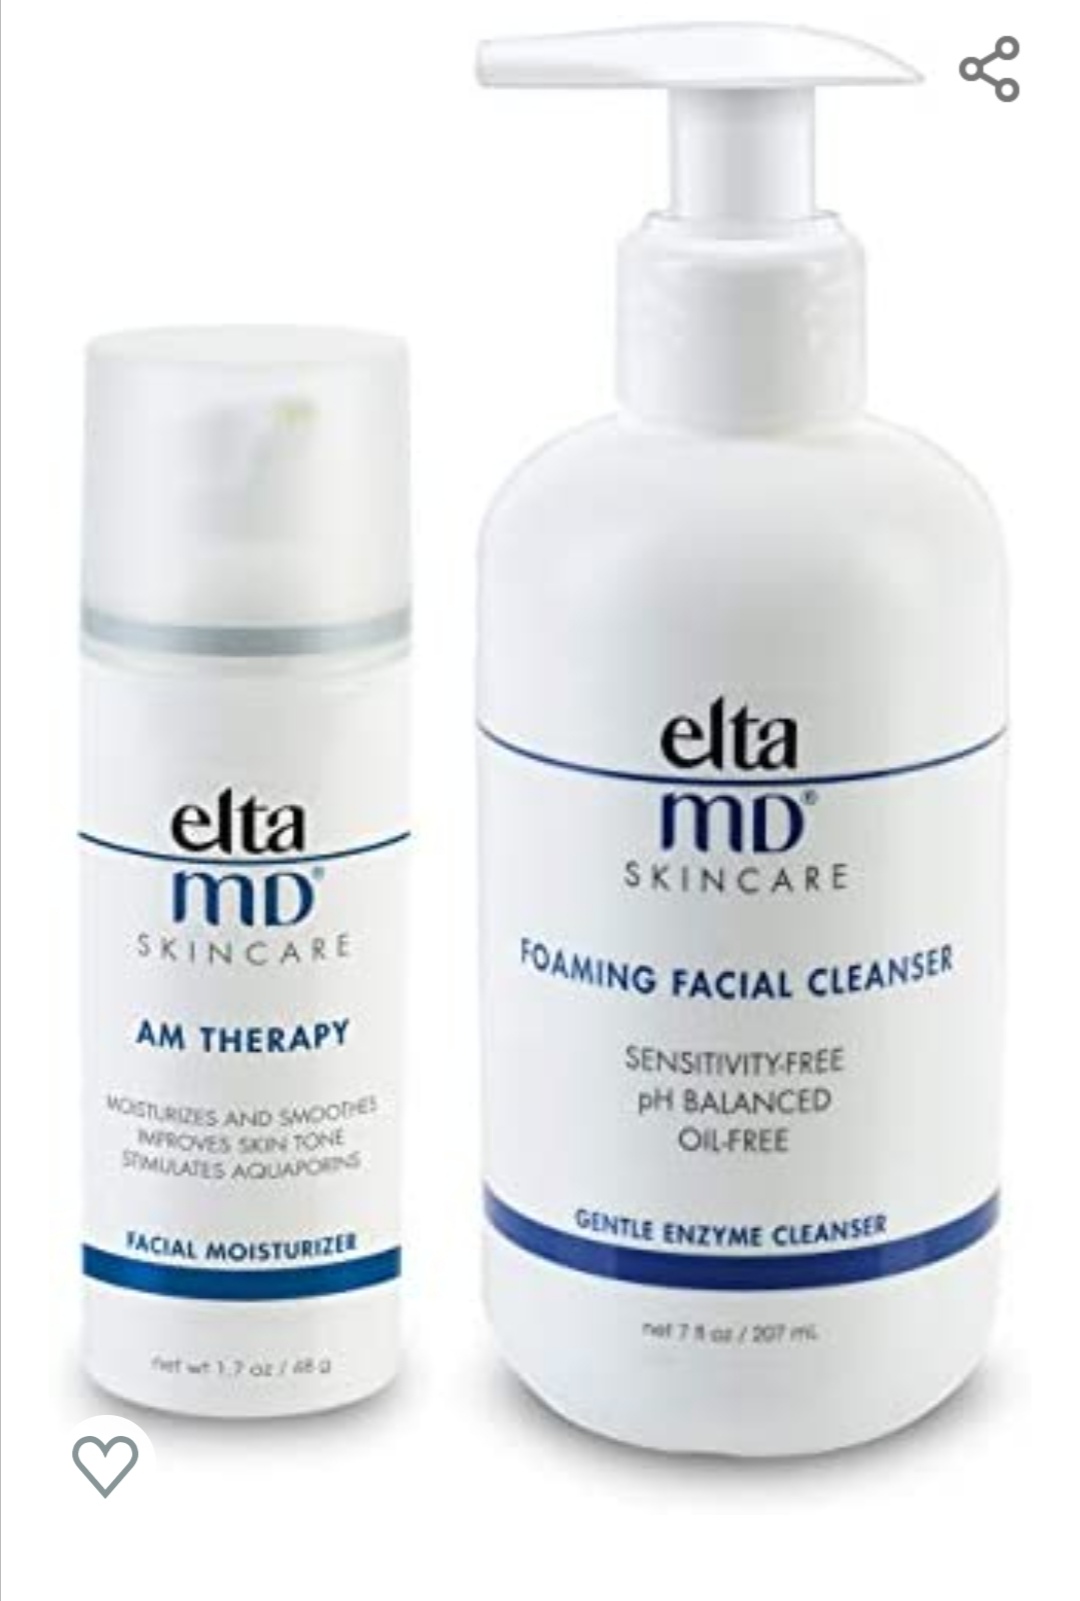 elta
MD®
SKINCARE
AM THERAPY
MOISTURIZES AND SMOOTHES
IMPROVES SKIN TONE
STIMULATES AQUAPORINS
FACIAL MOISTURIZER
net wt 1.7 oz / 48 g
elta
MD®
SKINCARE
FOAMING FACIAL CLEANSER
SENSITIVITY-FREE
pH BALANCED
OIL-FREE
GENTLE ENZYME CLEANSER
net 7 fl oz / 207 mL